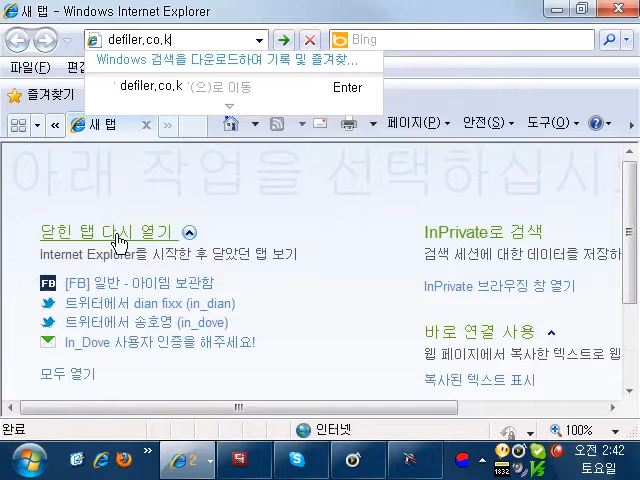 새 탭 - Windows Internet Explorer
defiler.co.k
Bing
Windows 검색을 다운로드하여 기록 및 즐겨찾...
파일(F)
' defiler.co.k '(으)로 이동 Enter
즐겨찾기
새 탭
페이지(P)
안전(S)
도구(O)
아래 작업을 선택하십시.
닫힌 탭 다시 열기
Internet Explorer를 시작한 후 닫았던 탭 보기
FB [FB] 일반 - 아이템 보관함
트위터에서 dian fixx (in_dian)
트위터에서 송호영 (in_dove)
In_Dove 사용자 인증을 해주세요!
모두 열기
InPrivate로 검색
검색 세션에 대한 데이터를 저장하
InPrivate 브라우징 창 열기
바로 연결 사용
웹 페이지에서 복사한 텍스트로 웹
복사된 텍스트 표시
완료
인터넷
100%
2
1832
오전 2:42
토요일